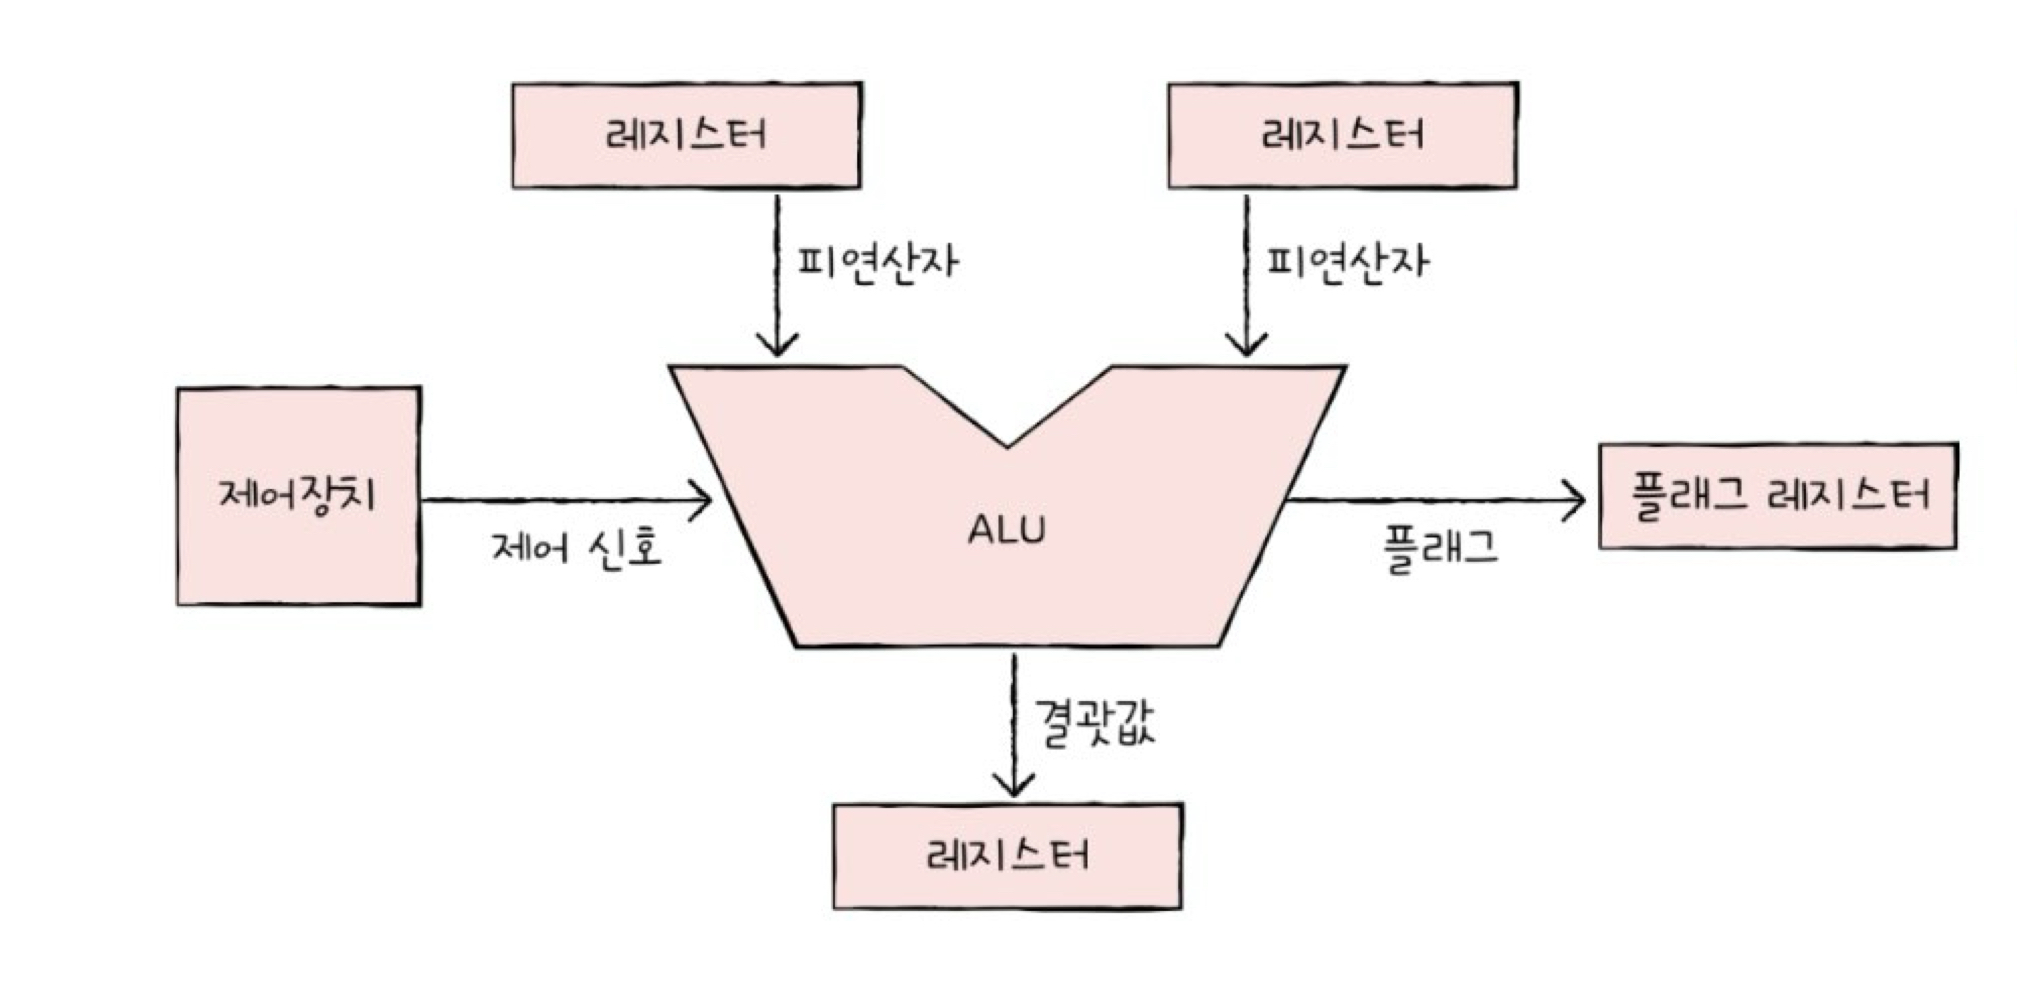 레지스터
레지스터
피연산자
피연산자
제어장치
제어 신호
ALU
플래그
플래그 레지스터
결괏값
레지스터